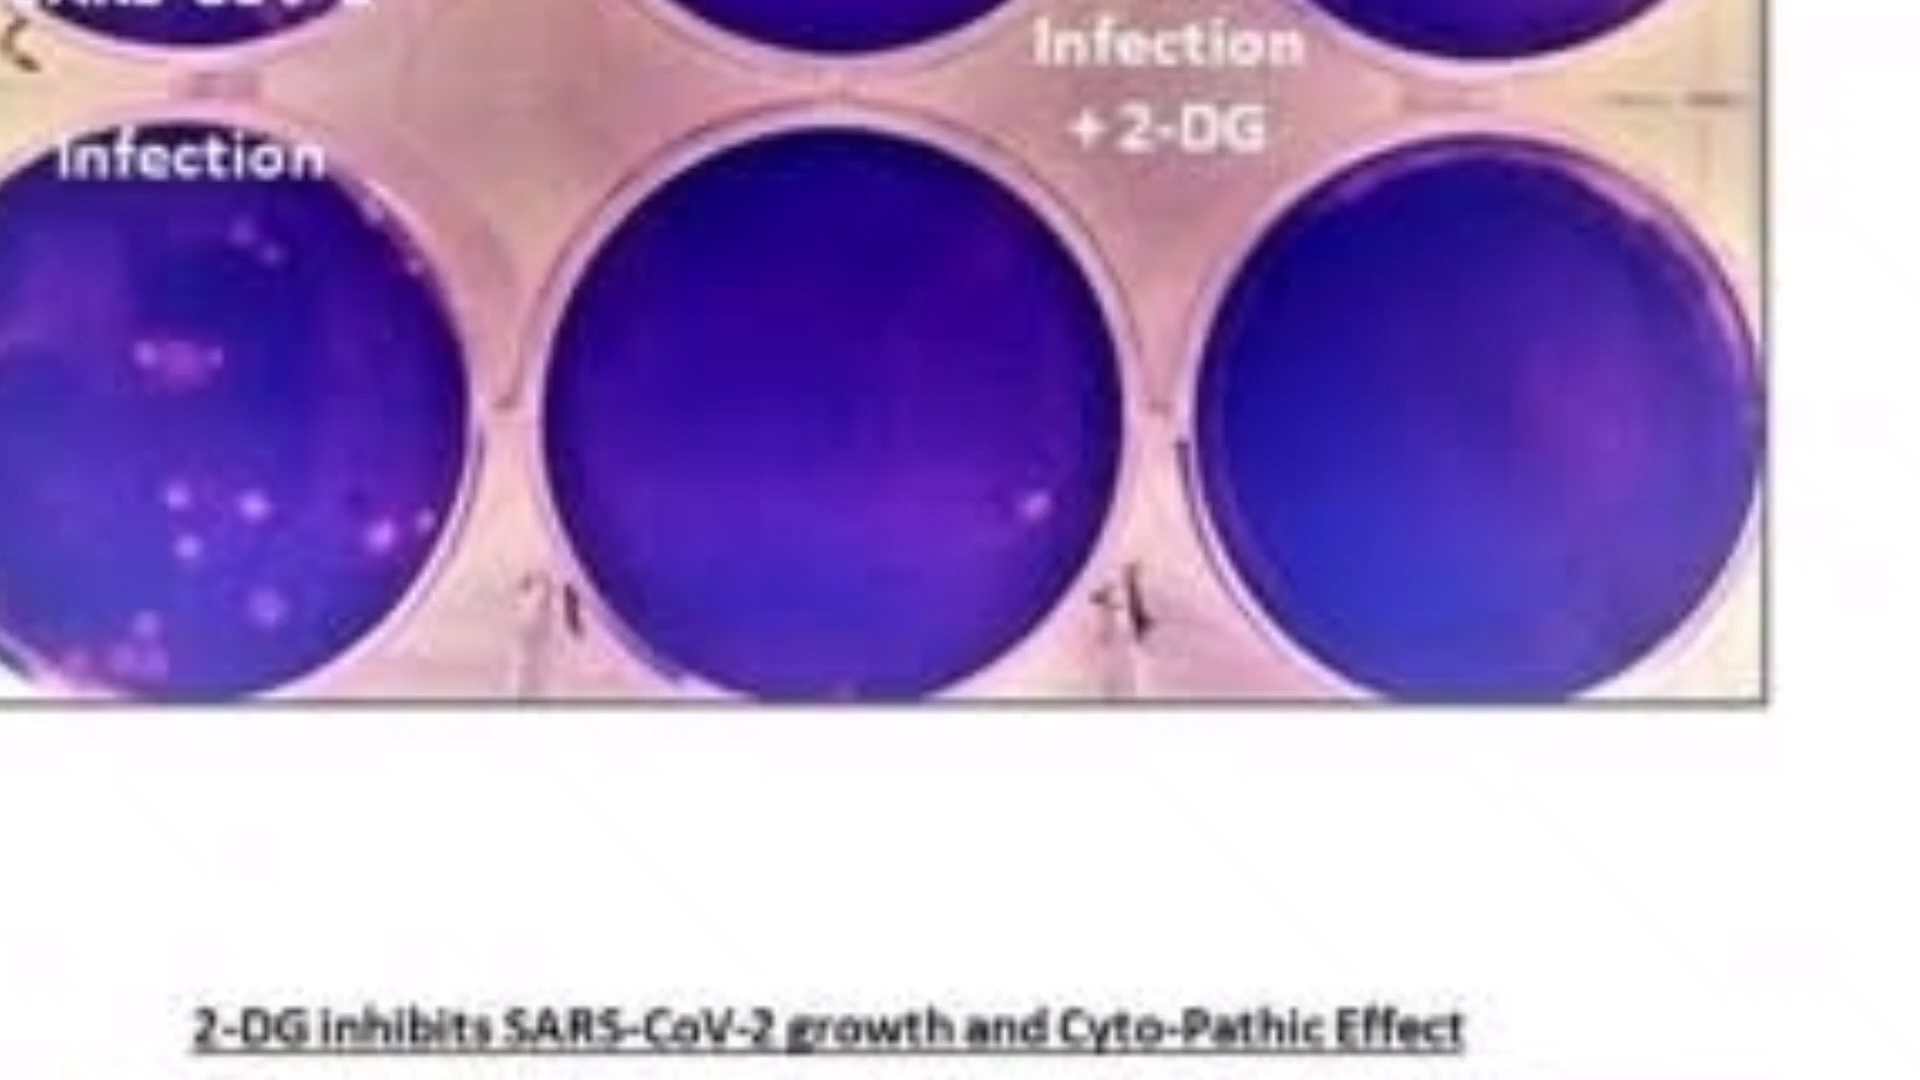 Infection
+ 2-DG
Infection
2-DG inhibits SARS-CoV-2 growth and Cyto-Pathic Effect